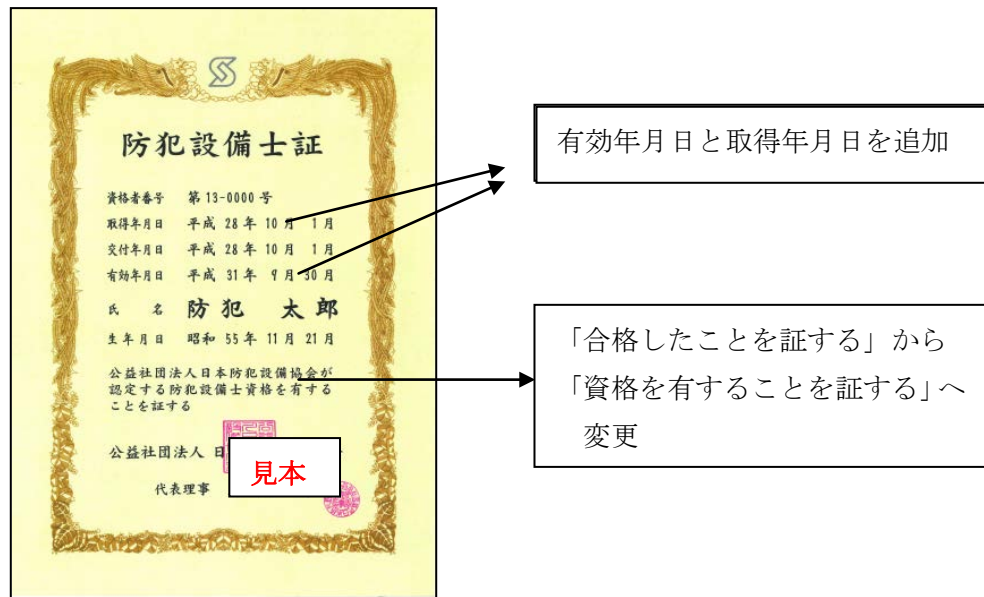 防犯設備士証
資格者番号 第13-0000号
取得年月日 平成 28年 10月 1月
交付年月日 平成 28年 10月 1月
有効年月日 平成 31年 9月 30月
氏 名 防犯 太郎
生年月日 昭和 55年 11月 21月
公益社団法人日本防犯設備協会が
認定する防犯設備士資格を有する
ことを証する
公益社団法人 日
代表理事
見本
有効年月日と取得年月日を追加
「合格したことを証する」から
「資格を有することを証する」へ
変更